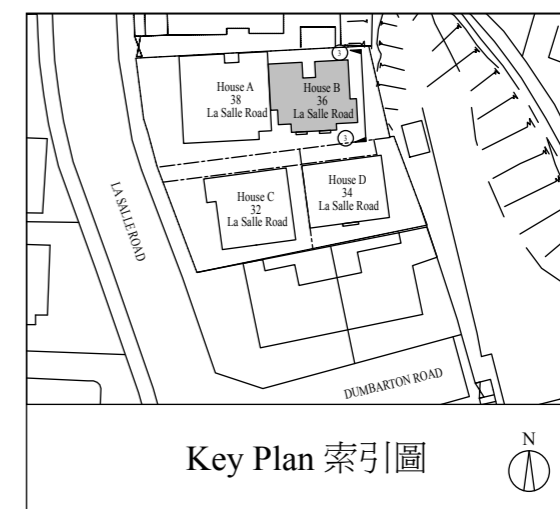 3
House A
38
La Salle Road
House B
36
La Salle Road
3
House C
32
La Salle Road
House D
34
La Salle Road
LA SALLE ROAD
DUMBARTON ROAD
Key Plan 索引圖
N